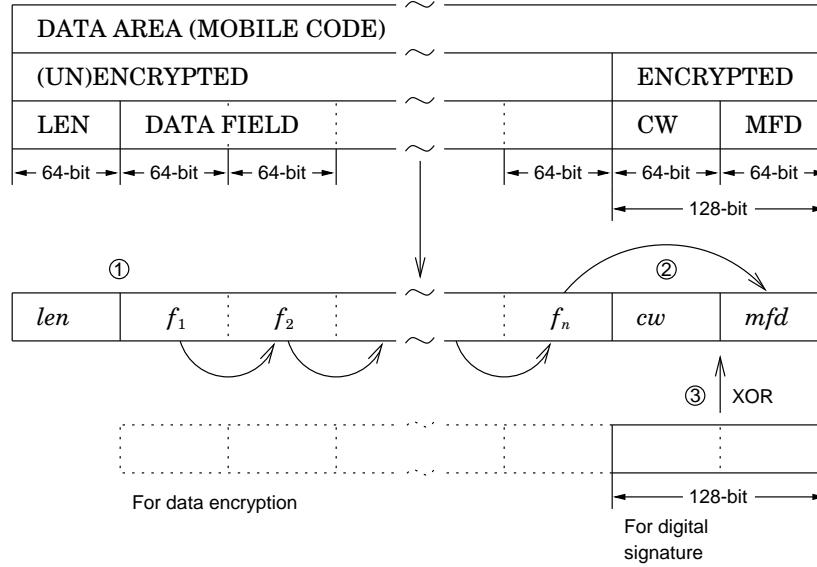 DATA AREA (MOBILE CODE)
(UN)ENCRYPTED ENCRYPTED
LEN DATA FIELD CW MFD
64-bit 64-bit 64-bit 64-bit 64-bit 64-bit
128-bit
① ②
len f1 f2 fn cw mfd
③ XOR
128-bit
For data encryption
For digital
signature